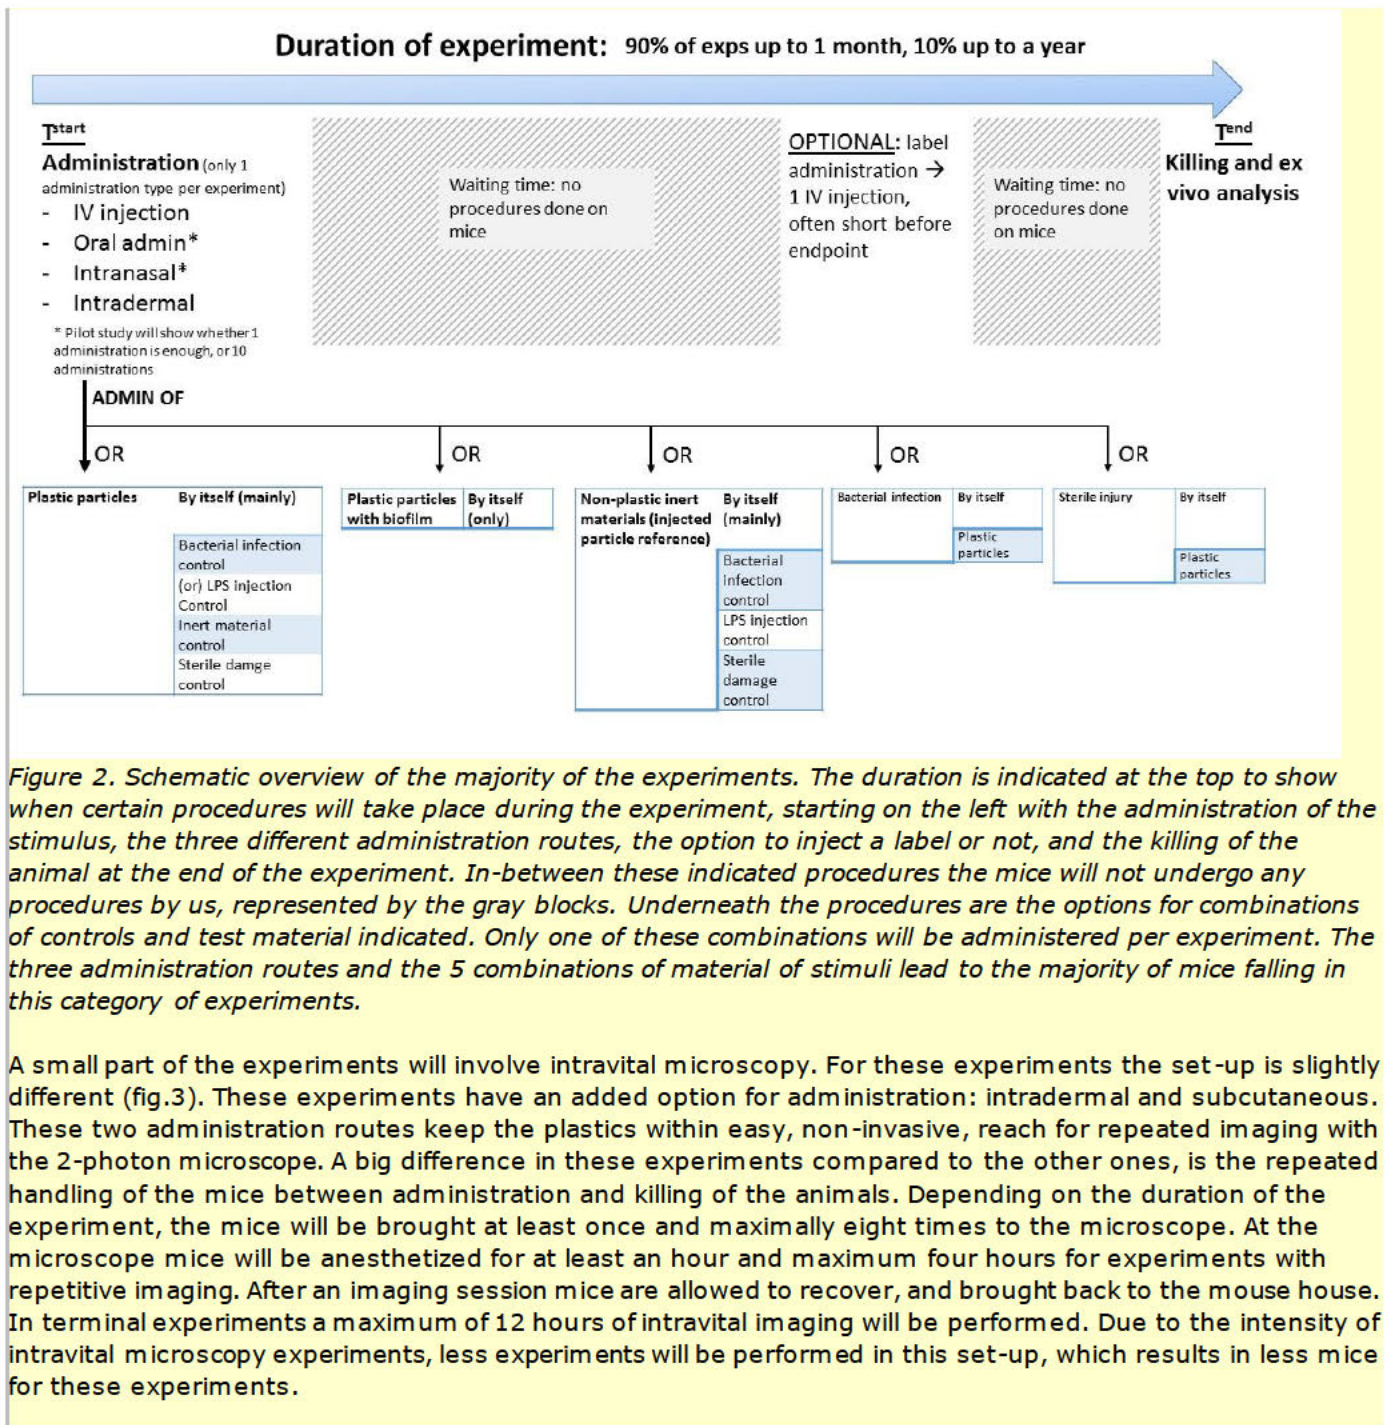 Duration of experiment: 90% of exps up to 1 month, 10% up to a year
Tstart
Administration (only 1
administration type per experiment)
- IV injection
- Oral admin*
- Intranasal*
- Intradermal
* Pilot study will show whether 1
administration is enough, or 10
administrations
Waiting time: no
procedures done on
mice
OPTIONAL: label
administration →
1 IV injection,
often short before
endpoint
Waiting time: no
procedures done
on mice
Tend
Killing and ex
vivo analysis
ADMIN OF
OR
OR
OR
OR
OR
Plastic particles
By itself (mainly)
Bacterial infection
control
(or) LPS injection
Control
Inert material
control
Sterile damge
control
Plastic particles
with biofilm
By itself
(only)
Non-plastic inert
materials (injected
particle reference)
By itself
(mainly)
Bacterial
infection
control
LPS injection
control
Sterile
damage
control
Bacterial infection
By itself
Plastic
particles
Sterile injury
By itself
Plastic
particles
Figure 2. Schematic overview of the majority of the experiments. The duration is indicated at the top to show
when certain procedures will take place during the experiment, starting on the left with the administration of the
stimulus, the three different administration routes, the option to inject a label or not, and the killing of the
animal at the end of the experiment. In-between these indicated procedures the mice will not undergo any
procedures by us, represented by the gray blocks. Underneath the procedures are the options for combinations
of controls and test material indicated. Only one of these combinations will be administered per experiment. The
three administration routes and the 5 combinations of material of stimuli lead to the majority of mice falling in
this category of experiments.
A small part of the experiments will involve intravital microscopy. For these experiments the set-up is slightly
different (fig.3). These experiments have an added option for administration: intradermal and subcutaneous.
These two administration routes keep the plastics within easy, non-invasive, reach for repeated imaging with
the 2-photon microscope. A big difference in these experiments compared to the other ones, is the repeated
handling of the mice between administration and killing of the animals. Depending on the duration of the
experiment, the mice will be brought at least once and maximally eight times to the microscope. At the
microscope mice will be anesthetized for at least an hour and maximum four hours for experiments with
repetitive imaging. After an imaging session mice are allowed to recover, and brought back to the mouse house.
In terminal experiments a maximum of 12 hours of intravital imaging will be performed. Due to the intensity of
intravital microscopy experiments, less experiments will be performed in this set-up, which results in less mice
for these experiments.